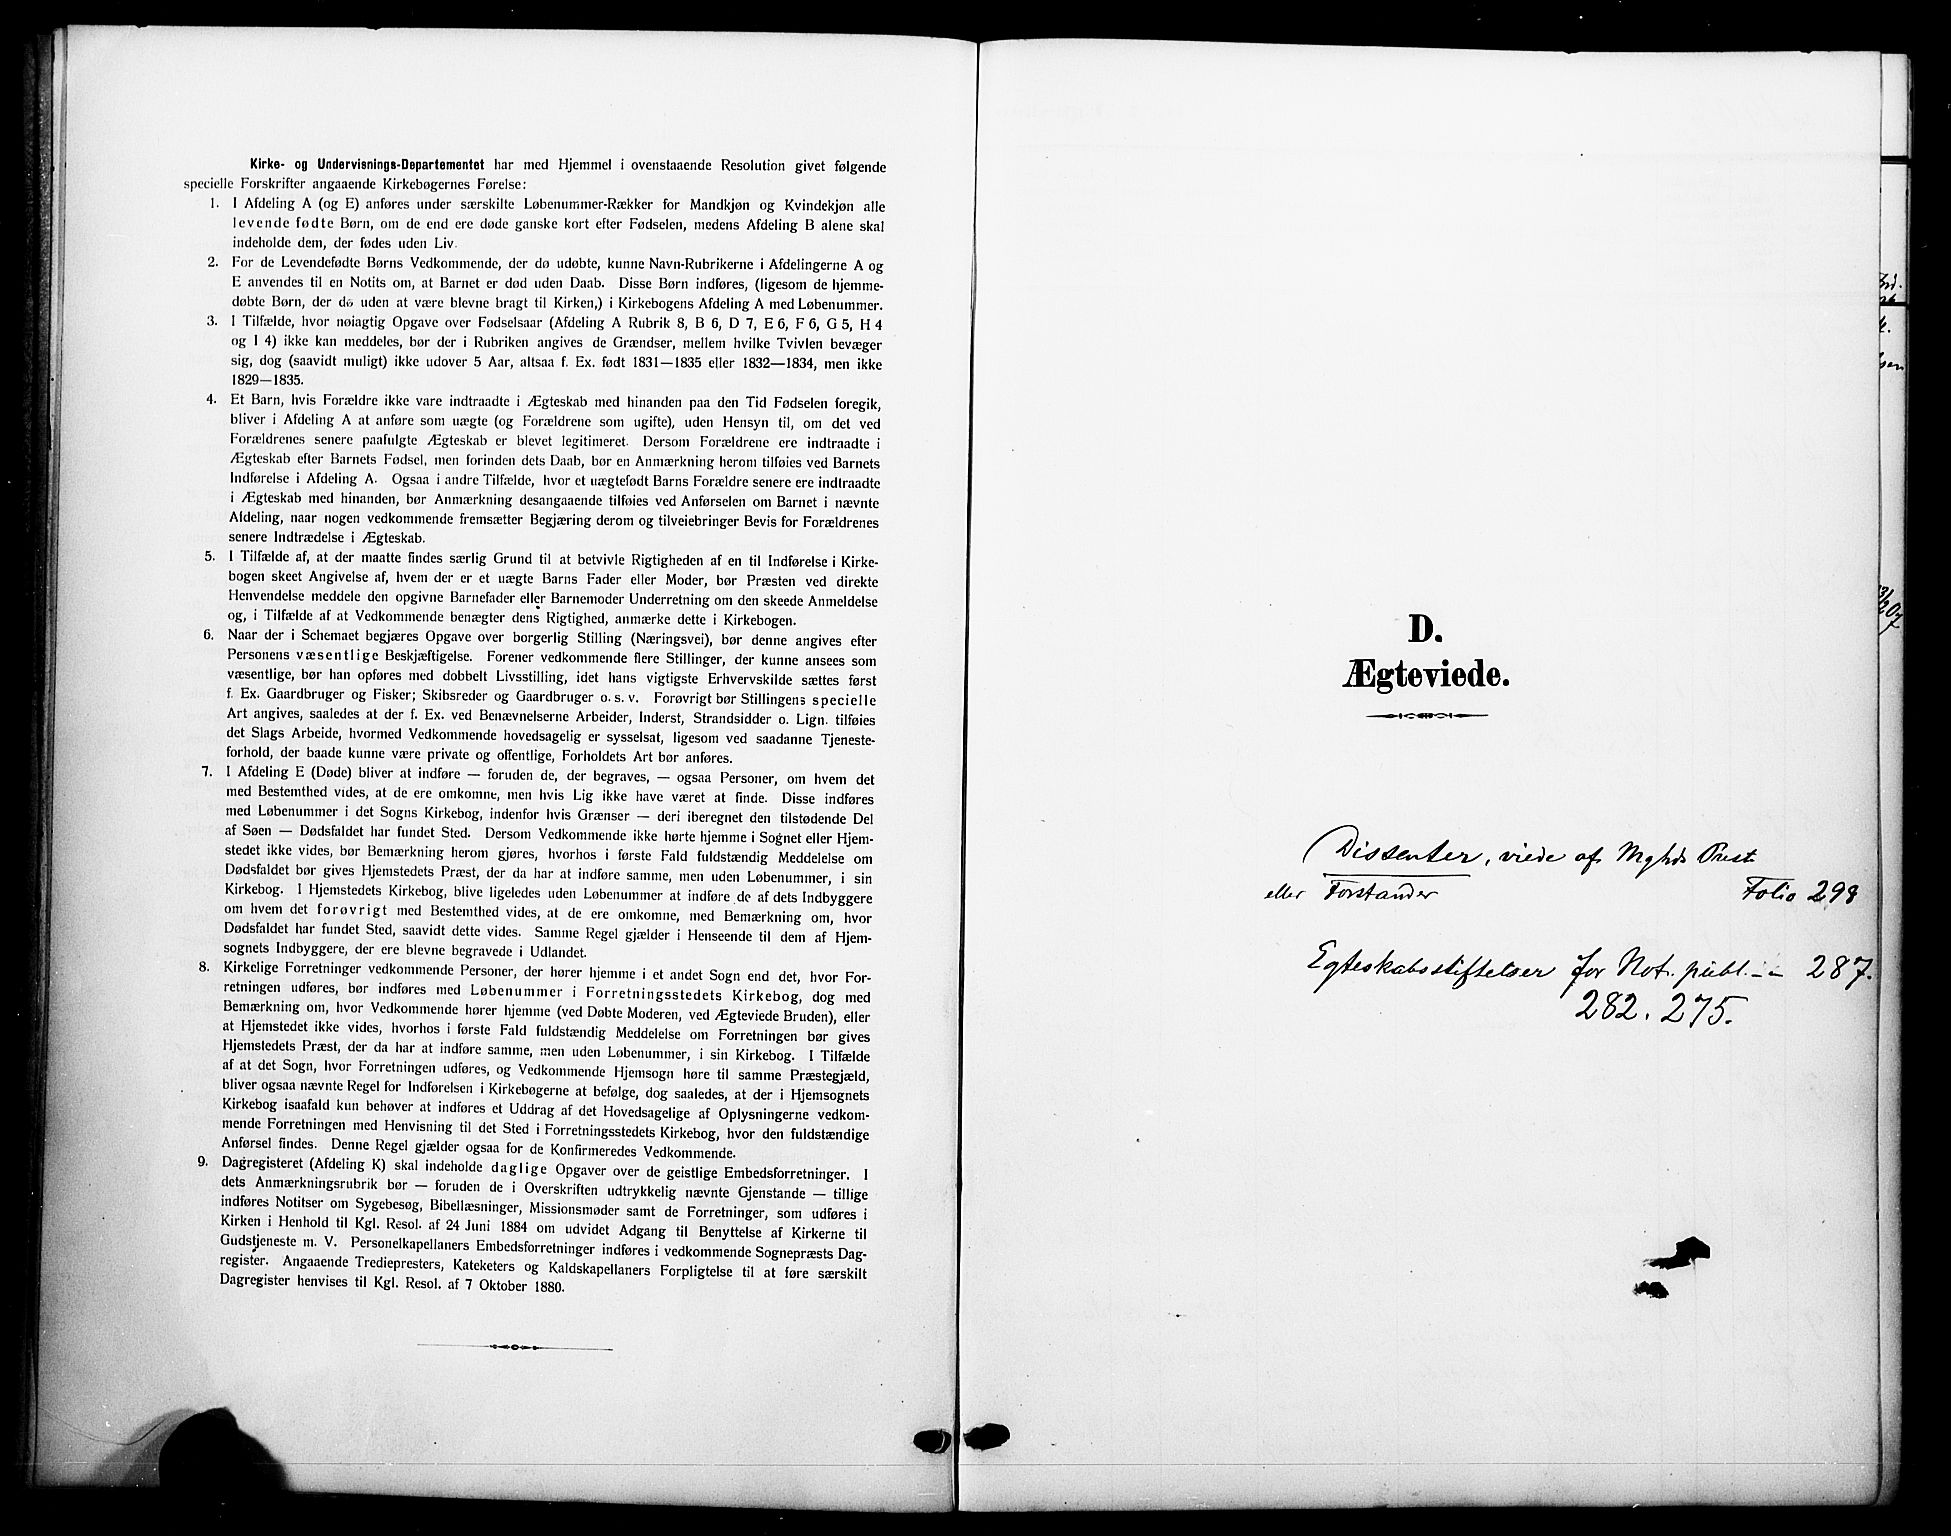 Kirke- og Undervisnings-Departementet har med Hjemmel i ovenstaaende Resolution givet følgende
specielle Forskrifter angaaende Kirkebøgernes Førelse:
1. I Afdeling A (og E) anføres under særskilte Løbenummer-Rækker for Mandkjøn og Kvindekjøn alle
levende fødte Børn, om de end ere døde ganske kort efter Fødselen, medens Afdeling B alene skal
indeholde dem, der fødes uden Liv.
2. For de Levendefødte Børns Vedkommende, der dø udøbte, kunne Navn-Rubrikerne i Afdelingerne A og
E anvendes til en Notits om, at Barnet er død uden Daab. Disse Børn indføres, (ligesom de hjemme-
døbte Børn, der dø uden at være blevne bragt til Kirken,) i Kirkebogens Afdeling A med Løbenummer.
3. I Tilfælde, hvor nøiagtig Opgave over Fødselsaar (Afdeling A Rubrik 8, B 6, D 7, E 6, F 6, G 5, H 4
og I 4) ikke kan meddeles, bør der i Rubriken angives de Grændser, mellem hvilke Tvivlen bevæger
sig, dog (saavidt muligt) ikke udover 5 Aar, altsaa f. Ex. født 1831—1835 eller 1832—1834, men ikke
1829—1835.
4. Et Barn, hvis Forældre ikke vare indtraadte i Ægteskab med hinanden paa den Tid Fødselen foregik,
bliver i Afdeling A at anføre som uægte (og Forældrene som ugifte), uden Hensyn til, om det ved
Forældrenes senere paafulgte Ægteskab er blevet legitimeret. Dersom Forældrene ere indtraadte i
Ægteskab efter Barnets Fødsel, men forinden dets Daab, bør en Anmærkning herom tilføies ved Barnets
Indførelse i Afdeling A. Ogsaa i andre Tilfælde, hvor et uægtefødt Barns Forældre senere ere indtraadte
i Ægteskab med hinanden, bør Anmærkning desangaaende tilføies ved Anførselen om Barnet i nævnte
Afdeling, naar nogen vedkommende fremsætter Begjæring derom og tilveiebringer Bevis for Forældrenes
senere Indtrædelse i Ægteskab.
5. I Tilfælde af, at der maatte findes særlig Grund til at betvivle Rigtigheden af en til Indførelse i Kirke-
bogen skeet Angivelse af, hvem der er et uægte Barns Fader eller Moder, bør Præsten ved direkte
Henvendelse meddele den opgivne Barnefader eller Barnemoder Underretning om den skeede Anmeldelse
og, i Tilfælde af at Vedkommende benægter dens Rigtighed, anmærke dette i Kirkebogen.
6. Naar der i Schemaet begjæres Opgave over borgerlig Stilling (Næringsvei), bør denne angives efter
Personens væsentlige Beskjæftigelse. Forener vedkommende flere Stillinger, der kunne ansees som
væsentlige, bør han opføres med dobbelt Livsstilling, idet hans vigtigste Erhvervskilde sættes først
f. Ex. Gaardbruger og Fisker; Skibsreder og Gaardbruger o. s. v. Forøvrigt bør Stillingens specielle
Art angives, saaledes at der f. Ex. ved Benævnelserne Arbeider, Inderst, Strandsidder o. Lign. tilføies
det Slags Arbeide, hvormed Vedkommende hovedsagelig er sysselsat, ligesom ved saadanne Tjeneste-
forhold, der baade kunne være private og offentlige, Forholdets Art bør anføres.
7. I Afdeling E (Døde) bliver at indføre — foruden de, der begraves, — ogsaa Personer, om hvem det
med Bestemthed vides, at de ere omkomne, men hvis Lig ikke have været at finde. Disse indføres
med Løbenummer i det Sogns Kirkebog, indenfor hvis Grænser — deri iberegnet den tilstødende Del
af Søen — Dødsfaldet har fundet Sted. Dersom Vedkommende ikke hørte hjemme i Sognet eller Hjem-
stedet ikke vides, bør Bemærkning herom gjøres, hvorhos i første Fald fuldstændig Meddelelse om
Dødsfaldet bør gives Hjemstedets Præst, der da har at indføre samme, men uden Løbenummer, i sin
Kirkebog. I Hjemstedets Kirkebog, blive ligeledes uden Løbenummer at indføre de af dets Indbyggere
om hvem det forøvrigt med Bestemthed vides, at de ere omkomne, med Bemærkning om, hvor
Dødsfaldet har fundet Sted, saavidt dette vides. Samme Regel gjælder i Henseende til dem af Hjem-
sognets Indbyggere, der ere blevne begravede i Udlandet.
8. Kirkelige Forretninger vedkommende Personer, der hører hjemme i et andet Sogn end det, hvor For-
retningen udføres, bør indføres med Løbenummer i Forretningsstedets Kirkebog, dog med
Bemærkning om, hvor Vedkommende hører hjemme (ved Døbte Moderen, ved Ægteviede Bruden), eller
at Hjemstedet ikke vides, hvorhos i første Fald fuldstændig Meddelelse om Forretningen bør gives
Hjemstedets Præst, der da har at indføre samme, men uden Løbenummer, i sin Kirkebog. I Tilfælde
af at det Sogn, hvor Forretningen udføres, og Vedkommende Hjemsogn høre til samme Præstegjæld,
bliver ogsaa nævnte Regel for Indførelsen i Kirkebøgerne at befølge, dog saaledes, at der i Hjemsognets
Kirkebog isaafald kun behøver at indføres et Uddrag af det Hovedsagelige af Oplysningerne vedkom-
mende Forretningen med Henvisning til det Sted i Forretningsstedets Kirkebog, hvor den fuldstændige
Anførsel findes. Denne Regel gjælder ogsaa for de Konfirmeredes Vedkommende.
9. Dagregisteret (Afdeling K) skal indeholde daglige Opgaver over de geistlige Embedsforretninger. I
dets Anmærkningsrubrik bør — foruden de i Overskriften udtrykkelig nævnte Gjenstande — tillige
indføres Notitser om Sygebesøg, Bibellæsninger, Missionsmøder samt de Forretninger, som udføres i
Kirken i Henhold til Kgl. Resol. af 24 Juni 1884 om udvidet Adgang til Benyttelse af Kirkerne til
Gudstjeneste m. V. Personelkapellaners Embedsforretninger indføres i vedkommende Sognepræsts Dag-
register. Angaaende Trediepresters, Kateketers og Kaldskapellaners Forpligtelse til at føre særskilt
Dagregister henvises til Kgl. Resol. af 7 Oktober 1880.
D.
Ægteviede.
Dissenter, viede af Mghds Prest
eller Forstander Folio 298
Egteskabsstiftelser for Not. publ. -"- 287.
282. 275.